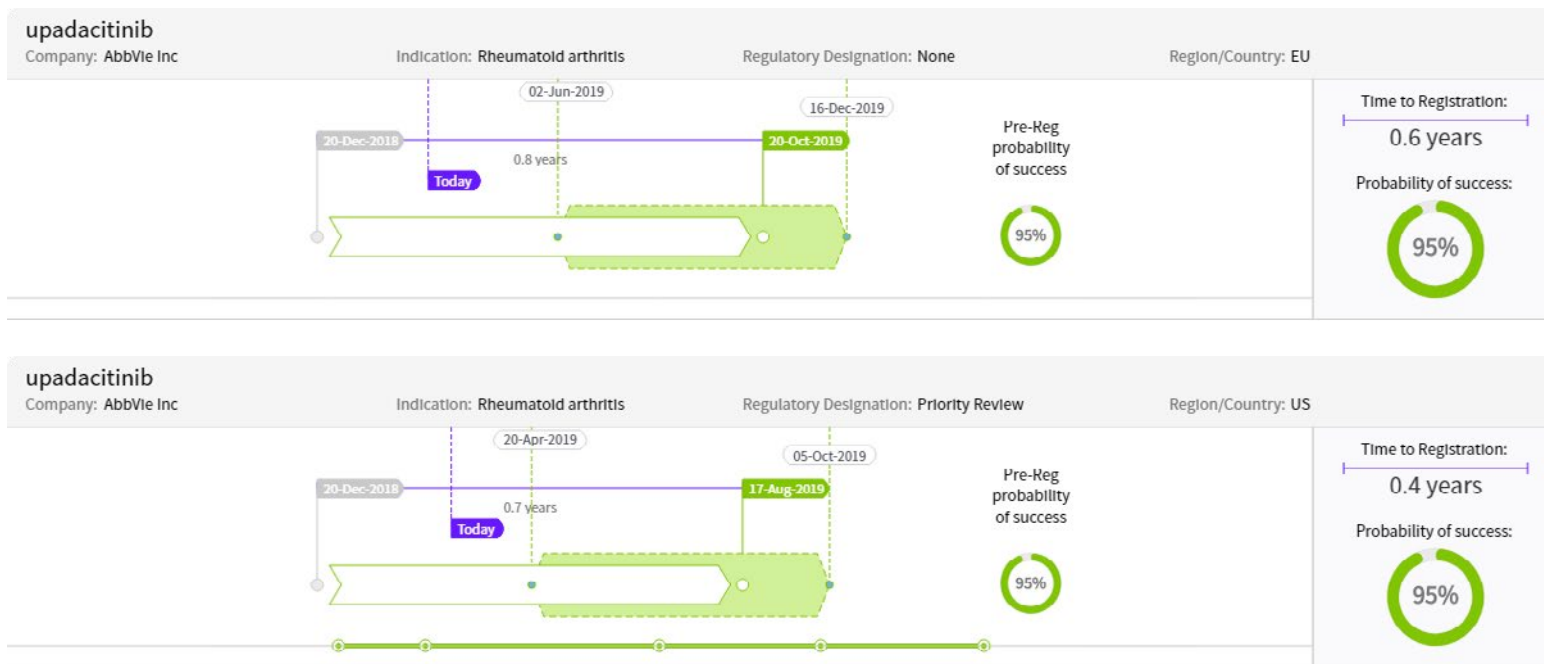 upadacitinib
Company: AbbVie Inc Indication: Rheumatoid arthritis Regulatory Designation: None Region/Country: EU
02-Jun-2019
16-Dec-2019
20-Dec-2018
20-Oct-2019
0.8 years
Today
Pre-Reg
probability
of success
95%
Time to Registration:
0.6 years
Probability of success:
95%
upadacitinib
Company: AbbVie Inc Indication: Rheumatoid arthritis Regulatory Designation: Priority Review Region/Country: US
20-Apr-2019
05-Oct-2019
20-Dec-2018
17-Aug-2019
0.7 years
Today
Pre-Reg
probability
of success
95%
Time to Registration:
0.4 years
Probability of success:
95%